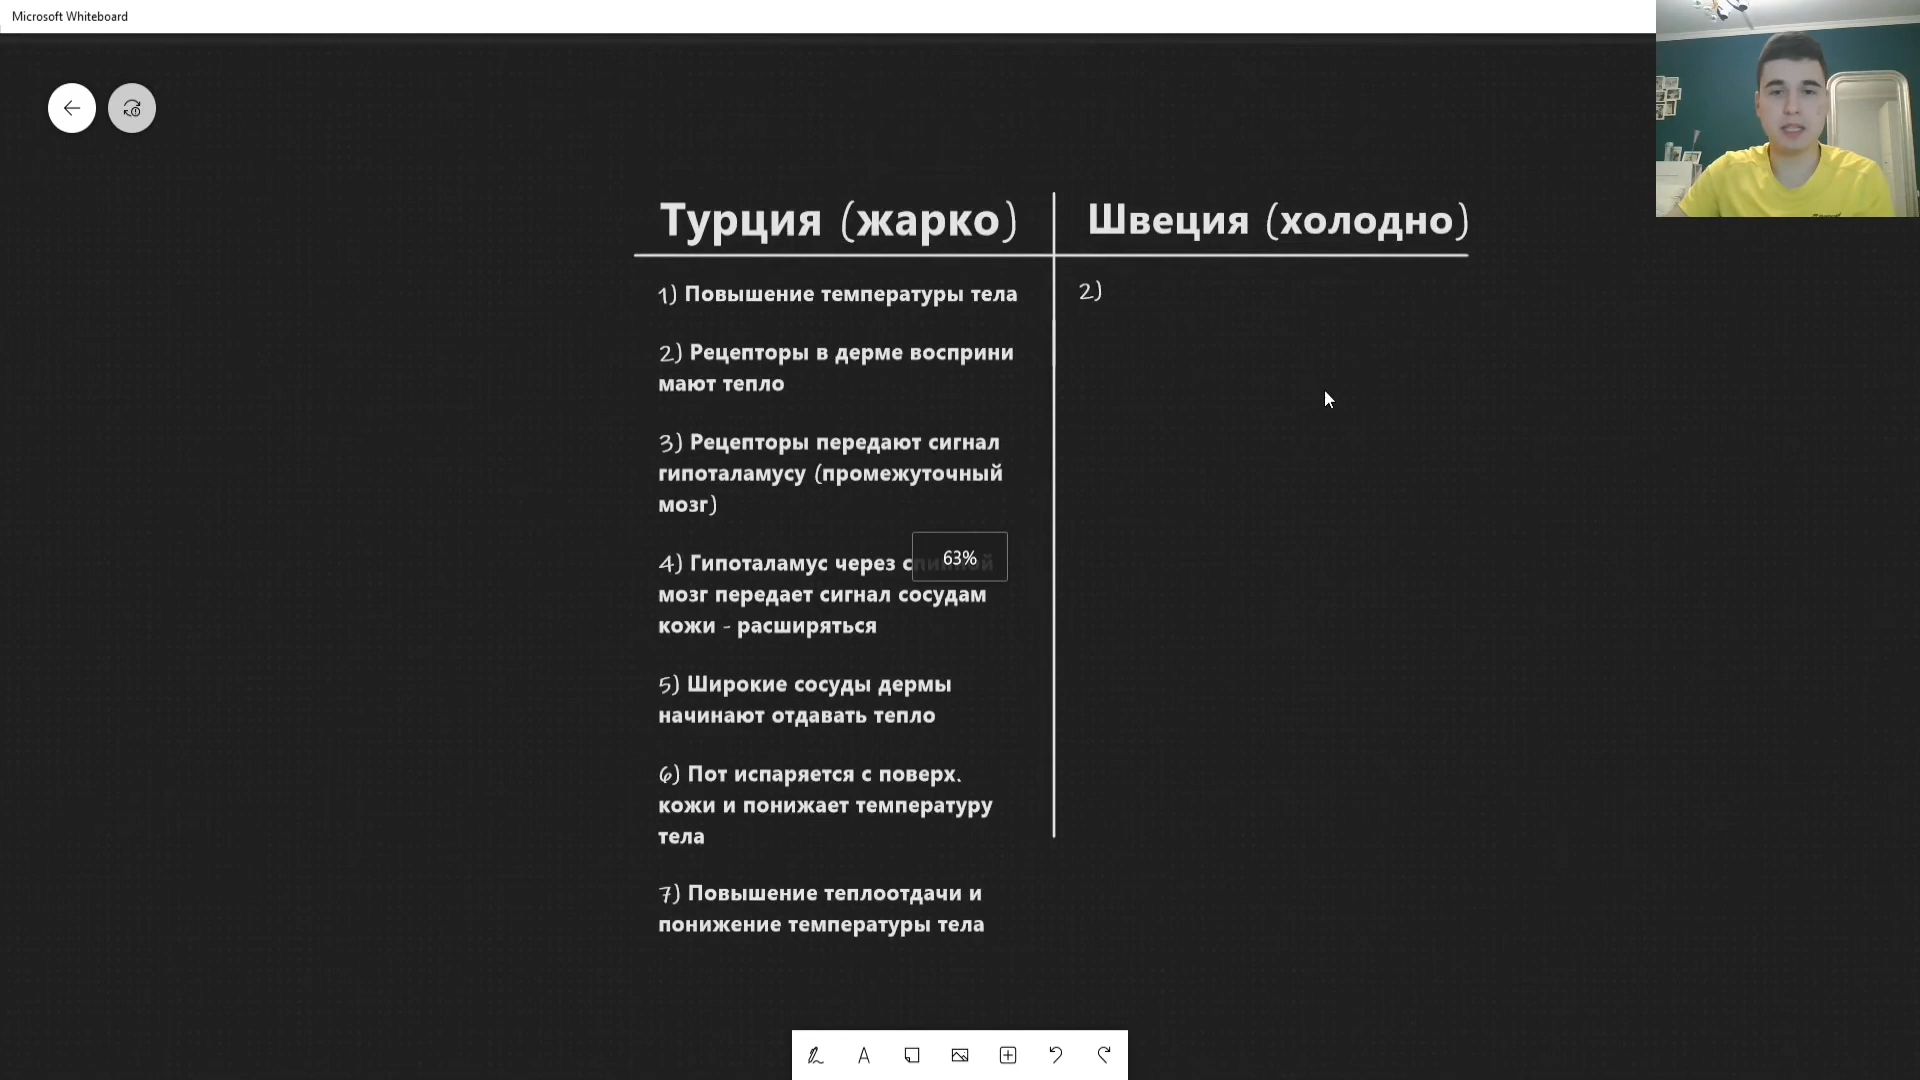 Microsoft Whiteboard
Турция (жарко)
Швеция (холодно)
1) Повышение температуры тела
2) Рецепторы в дерме восприни
мают тепло
3) Рецепторы передают сигнал
гипоталамусу (промежуточный
мозг)
4) Гипоталамус через спинной
мозг передает сигнал сосудам
кожи - расширяться
5) Широкие сосуды дермы
начинают отдавать тепло
6) Пот испаряется с поверх.
кожи и понижает температуру
тела
7) Повышение теплоотдачи и
понижение температуры тела
2)
63%